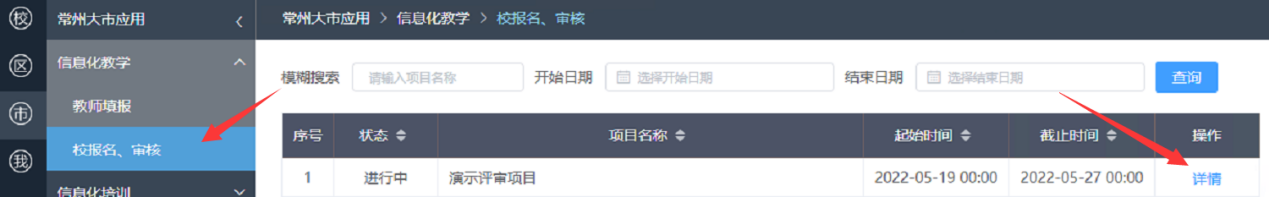 校
常州大市应用
常州大市应用 > 信息化教学 > 校报名、审核
区
信息化教学
模糊搜索 请输入项目名称 开始日期 选择开始日期 结束日期 选择结束日期 查询
市
教师填报
序号 状态 项目名称 起始时间 截止时间 操作
校报名、审核
我
1 进行中 演示评审项目 2022-05-19 00:00 2022-05-27 00:00 详情
信息化培训